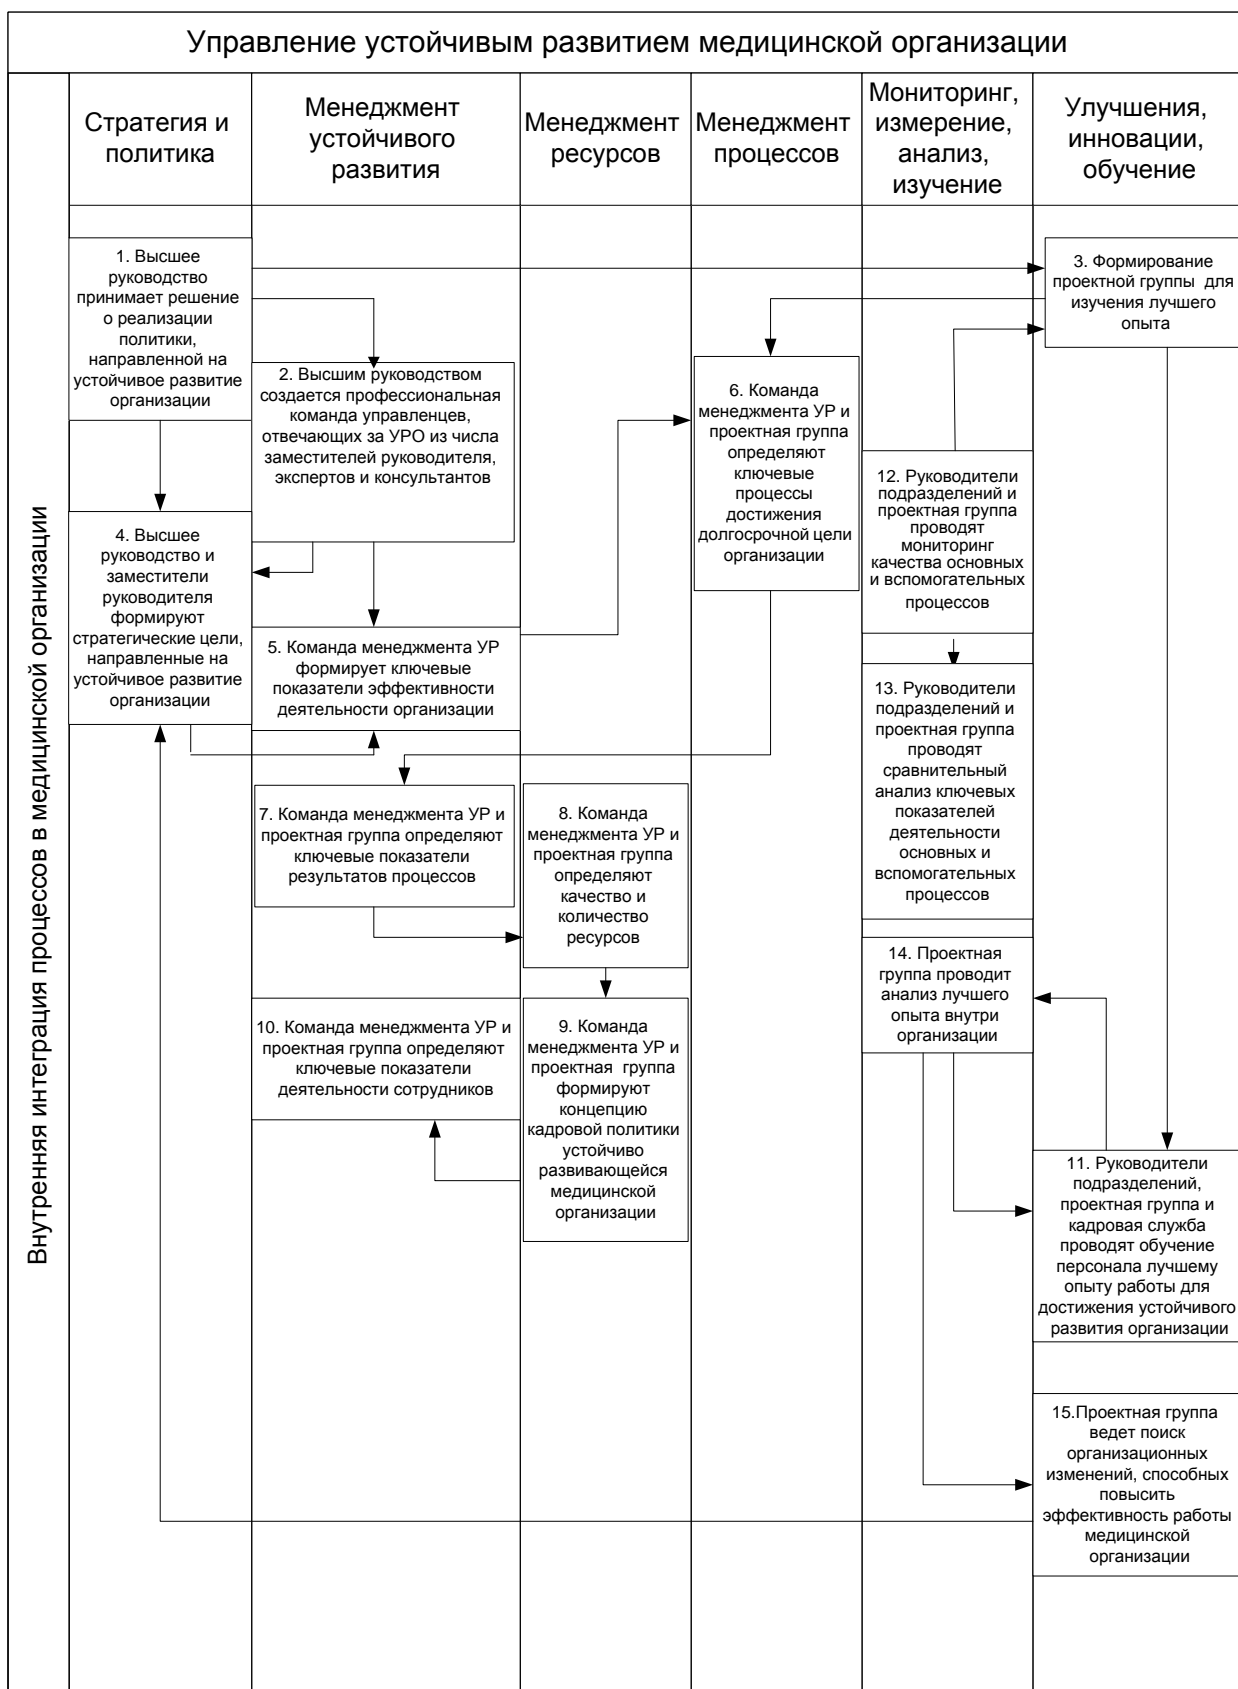 Управление устойчивым развитием медицинской организации
Внутренняя интеграция процессов в медицинской организации
Стратегия и
политика
Менеджмент
устойчивого
развития
Менеджмент
ресурсов
Менеджмент
процессов
Мониторинг,
измерение,
анализ,
изучение
Улучшения,
инновации,
обучение
1. Высшее
руководство
принимает решение
о реализации
политики,
направленной на
устойчивое развитие
организации
2. Высшим руководством
создается профессиональная
команда управленцев,
отвечающих за УРО из числа
заместителей руководителя,
экспертов и консультантов
3. Формирование
проектной группы для
изучения лучшего
опыта
4. Высшее
руководство и
заместители
руководителя
формируют
стратегические цели,
направленные на
устойчивое развитие
организации
5. Команда менеджмента УР
формирует ключевые
показатели эффективности
деятельности организации
6. Команда
менеджмента УР и
проектная группа
определяют
ключевые
процессы
достижения
долгосрочной цели
организации
7. Команда менеджмента УР и
проектная группа определяют
ключевые показатели
результатов процессов
8. Команда
менеджмента УР и
проектная группа
определяют
качество и
количество
ресурсов
9. Команда
менеджмента УР и
проектная группа
формируют
концепцию
кадровой политики
устойчиво
развивающейся
медицинской
организации
10. Команда менеджмента УР и
проектная группа определяют
ключевые показатели
деятельности сотрудников
11. Руководители
подразделений,
проектная группа и
кадровая служба
проводят обучение
персонала лучшему
опыту работы для
достижения устойчивого
развития организации
12. Руководители
подразделений и
проектная группа
проводят
мониторинг
качества основных
и вспомогательных
процессов
13. Руководители
подразделений и
проектная группа
проводят
сравнительный
анализ ключевых
показателей
деятельности
основных и
вспомогательных
процессов
14. Проектная
группа проводит
анализ лучшего
опыта внутри
организации
15.Проектная группа
ведет поиск
организационных
изменений, способных
повысить
эффективность работы
медицинской
организации